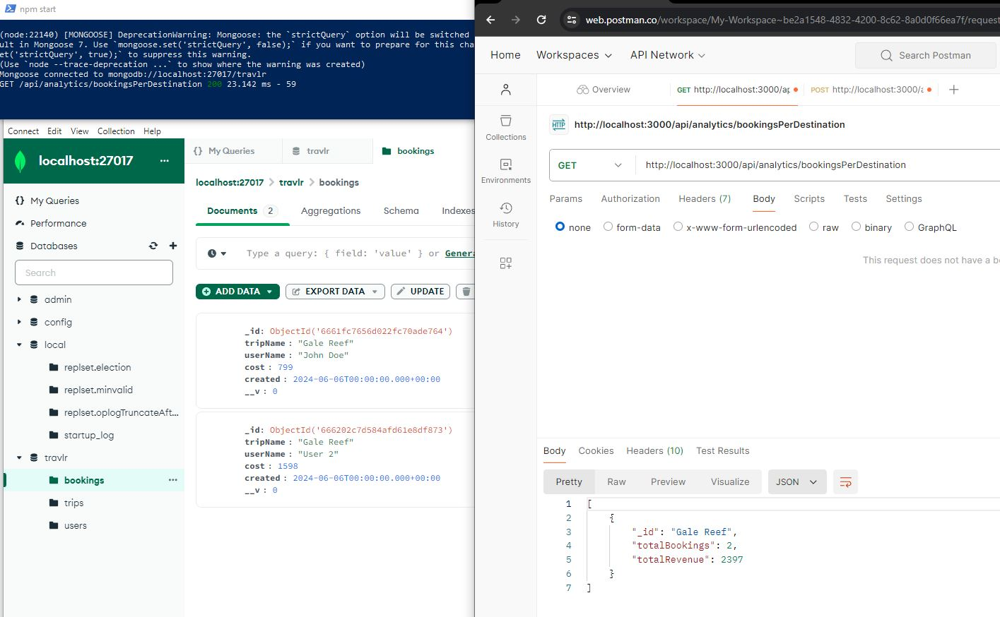 npm start
(node:22140) [MONGOOSE] DeprecationWarning: Mongoose: the `strictQuery` option will be switched
ult in Mongoose 7. Use `mongoose.set('strictQuery', false);` if you want to prepare for this cha
et('strictQuery', true);` to suppress this warning.
(Use `node --trace-deprecation ...` to show where the warning was created)
Mongoose connected to mongodb://localhost:27017/travlr
GET /api/analytics/bookingsPerDestination 200 23.142 ms - 59
Connect Edit View Collection Help
localhost:27017 ...
{} My Queries
Performance
Databases
Search
admin
config
local
replset.election
replset.minvalid
replset.oplogTruncateAft...
startup_log
travlr
bookings ...
trips
users
{} My Queries travlr bookings
localhost:27017 > travlr > bookings
Documents 2 Aggregations Schema Indexes
Type a query: { field: 'value' } or Genera
ADD DATA EXPORT DATA UPDATE
_id: ObjectId('6661fc7656d022fc70ade764')
tripName : "Gale Reef"
userName : "John Doe"
cost : 799
created : 2024-06-06T00:00:00.000+00:00
__v : 0
_id: ObjectId('666202c7d584afd61e8df873')
tripName : "Gale Reef"
userName : "User 2"
cost : 1598
created : 2024-06-06T00:00:00.000+00:00
__v : 0
web.postman.co/workspace/My-Workspace~be2a1548-4832-4200-8c62-8a0d0f66ea7f/request
Home Workspaces API Network Search Postman
Overview GET http://localhost:3000/ap POST http://localhost:3000/a +
Collections
Environments
History
HTTP http://localhost:3000/api/analytics/bookingsPerDestination
GET http://localhost:3000/api/analytics/bookingsPerDestination
Params Authorization Headers (7) Body Scripts Tests Settings
none form-data x-www-form-urlencoded raw binary GraphQL
This request does not have a bo
Body Cookies Headers (10) Test Results
Pretty Raw Preview Visualize JSON
1 [
2 {
3 "_id": "Gale Reef",
4 "totalBookings": 2,
5 "totalRevenue": 2397
6 }
7 ]